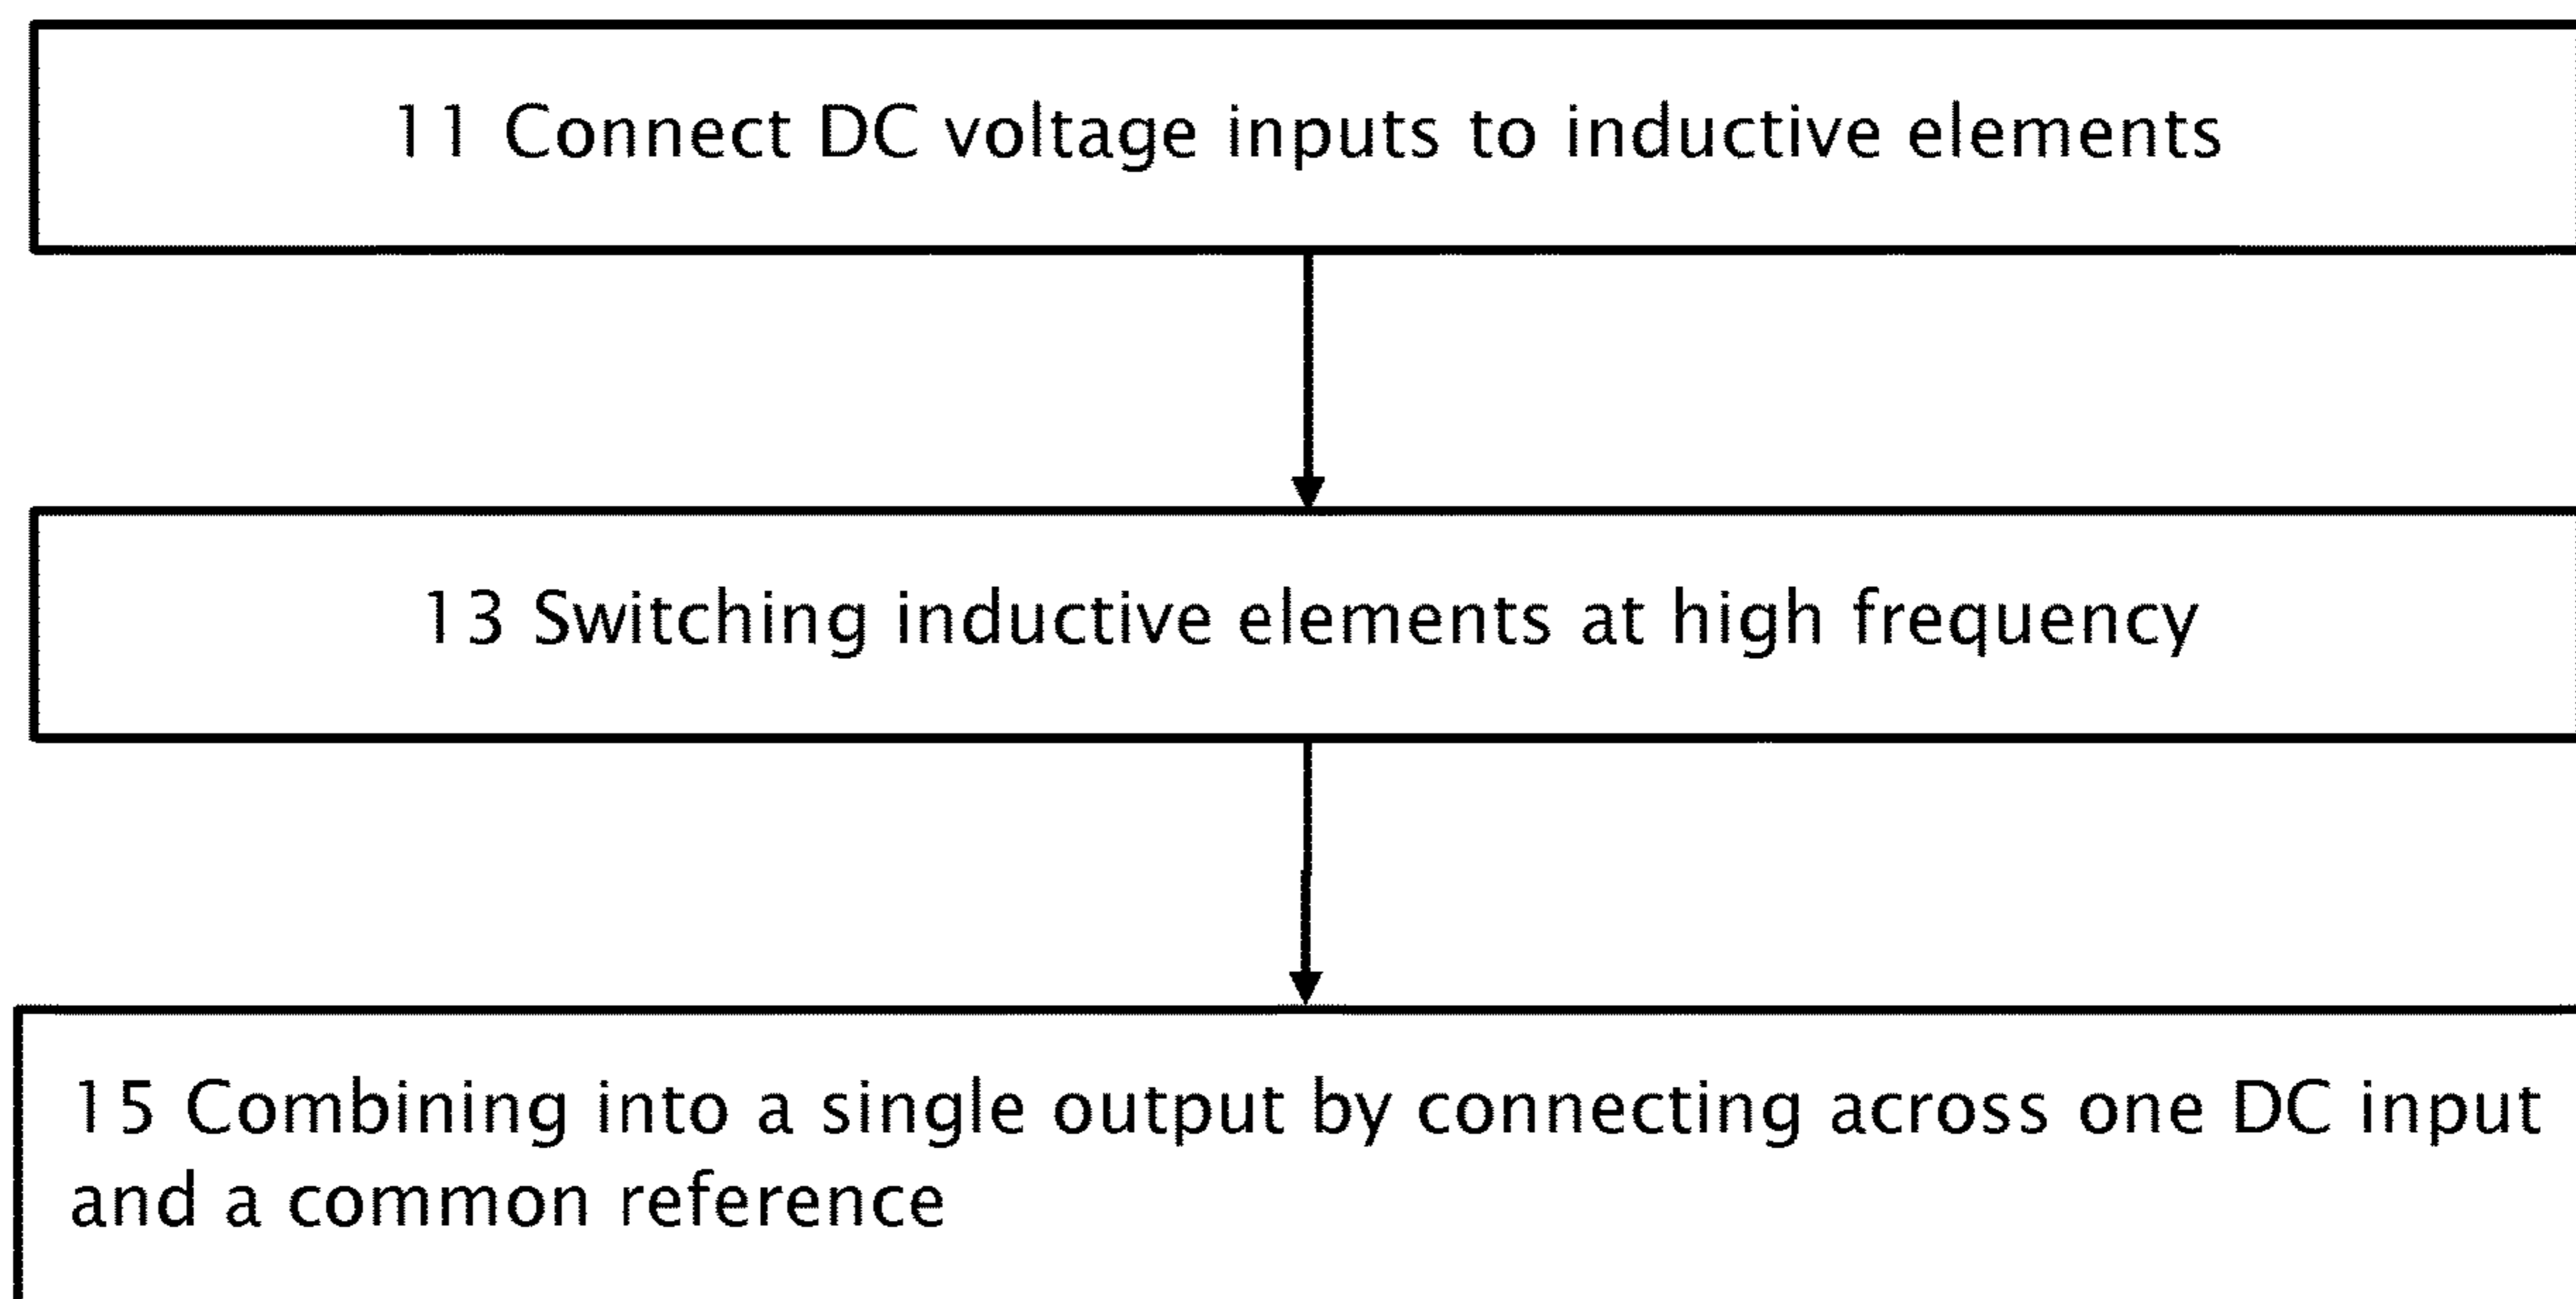 11 Connect DC voltage inputs to inductive elements
13 Switching inductive elements at high frequency
15 Combining into a single output by connecting across one DC input
and a common reference